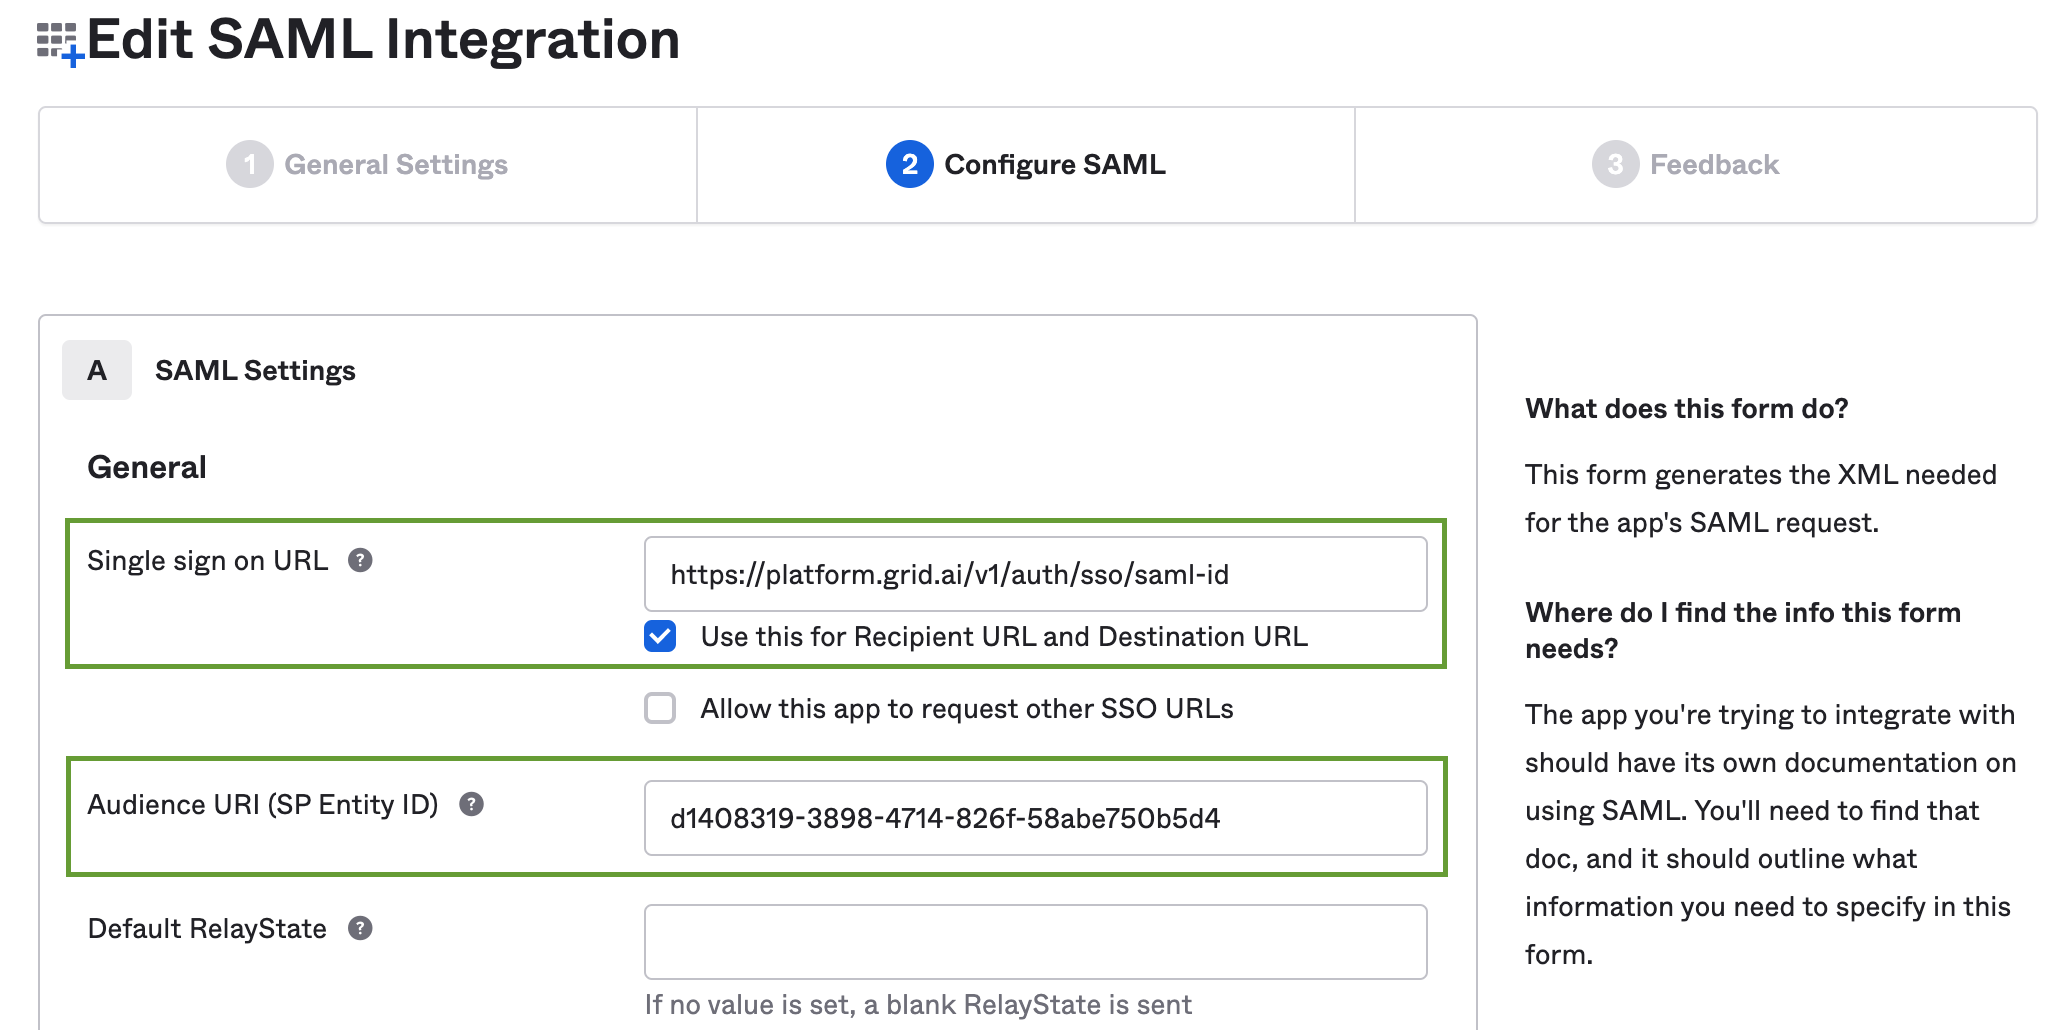 Edit SAML Integration
1 General Settings
2 Configure SAML
3 Feedback
A SAML Settings
General
Single sign on URL ?
https://platform.grid.ai/v1/auth/sso/saml-id
Use this for Recipient URL and Destination URL
Allow this app to request other SSO URLs
Audience URI (SP Entity ID) ?
d1408319-3898-4714-826f-58abe750b5d4
Default RelayState ?
If no value is set, a blank RelayState is sent
What does this form do?
This form generates the XML needed
for the app's SAML request.
Where do I find the info this form
needs?
The app you're trying to integrate with
should have its own documentation on
using SAML. You'll need to find that
doc, and it should outline what
information you need to specify in this
form.